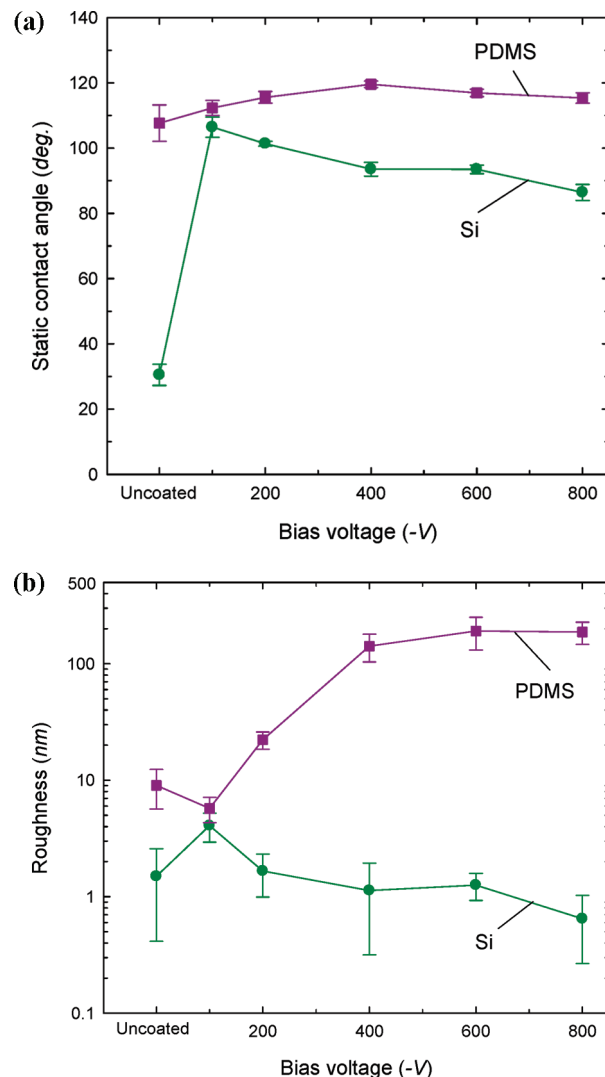 (a)
140
120
100
80
60
40
20
0
Static contact angle (deg.)
PDMS
Si
Uncoated 200 400 600 800
Bias voltage (-V)
(b)
500
100
10
1
0.1
Roughness (nm)
PDMS
Si
Uncoated 200 400 600 800
Bias voltage (-V)